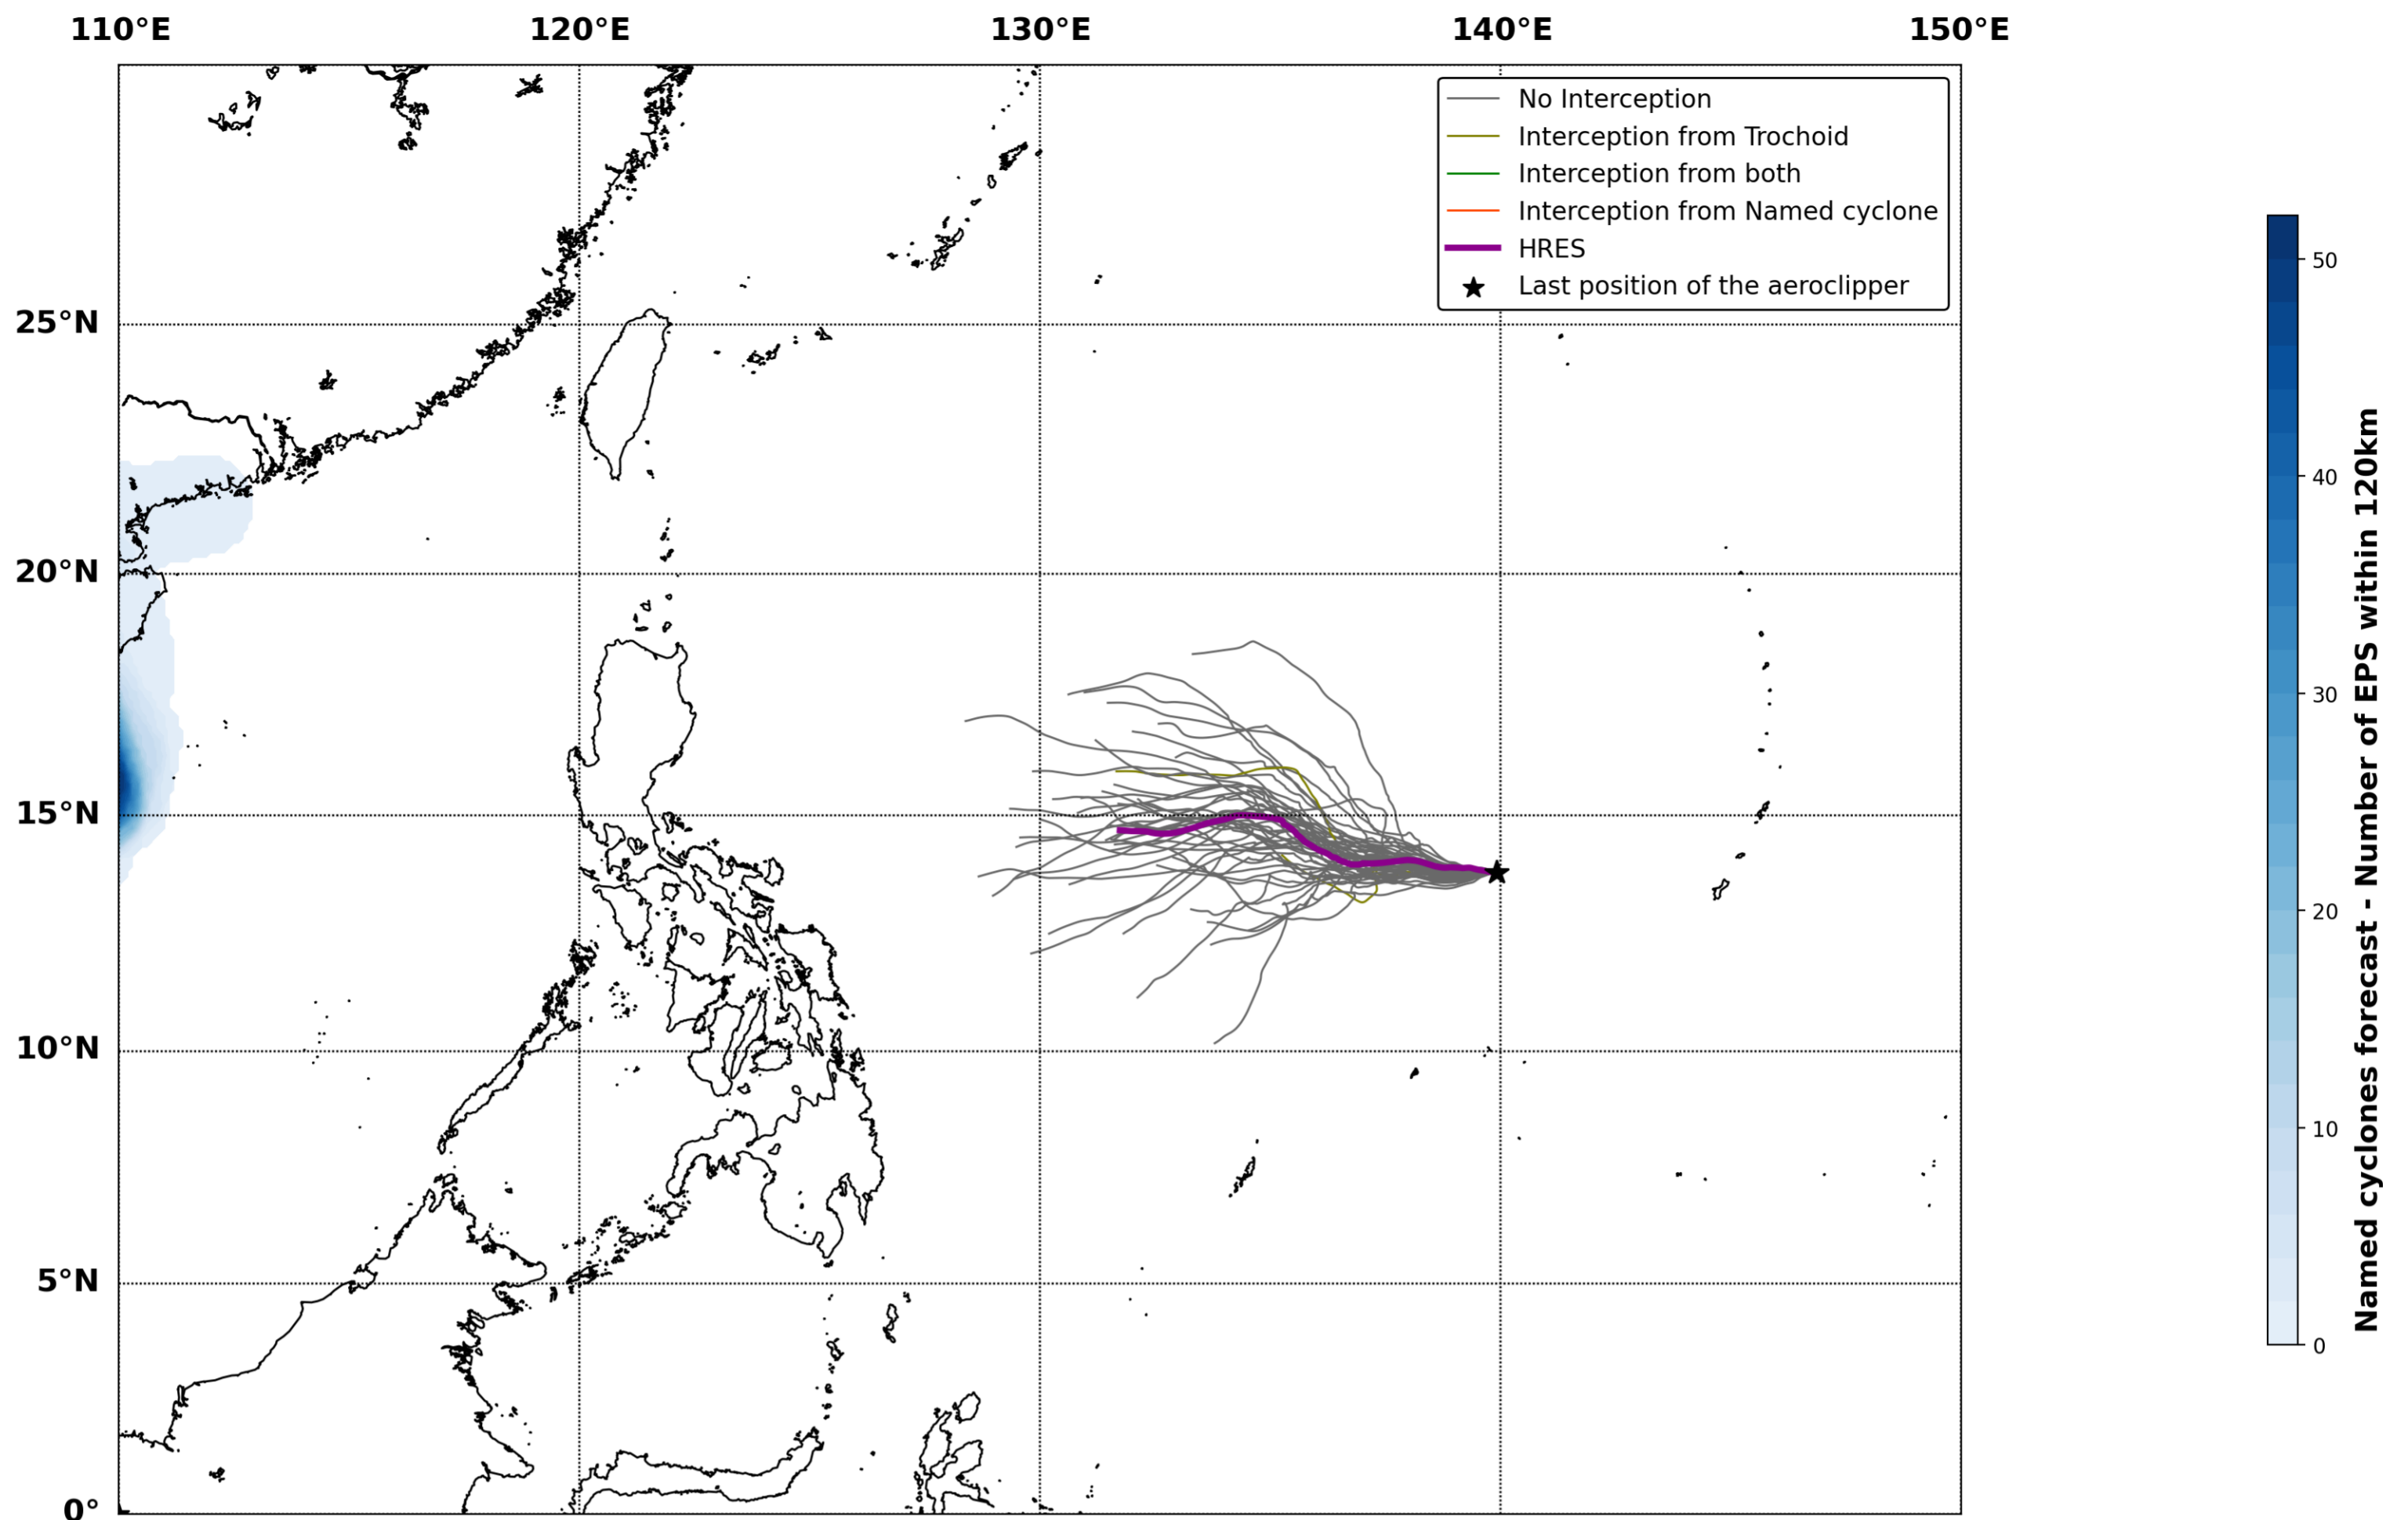 110°E 120°E 130°E 140°E 150°E
No Interception
Interception from Trochoid
Interception from both
Interception from Named cyclone
HRES
Last position of the aeroclipper
25°N
20°N
15°N
10°N
5°N
0°
50
40
30
20
10
0
Named cyclones forecast - Number of EPS within 120km